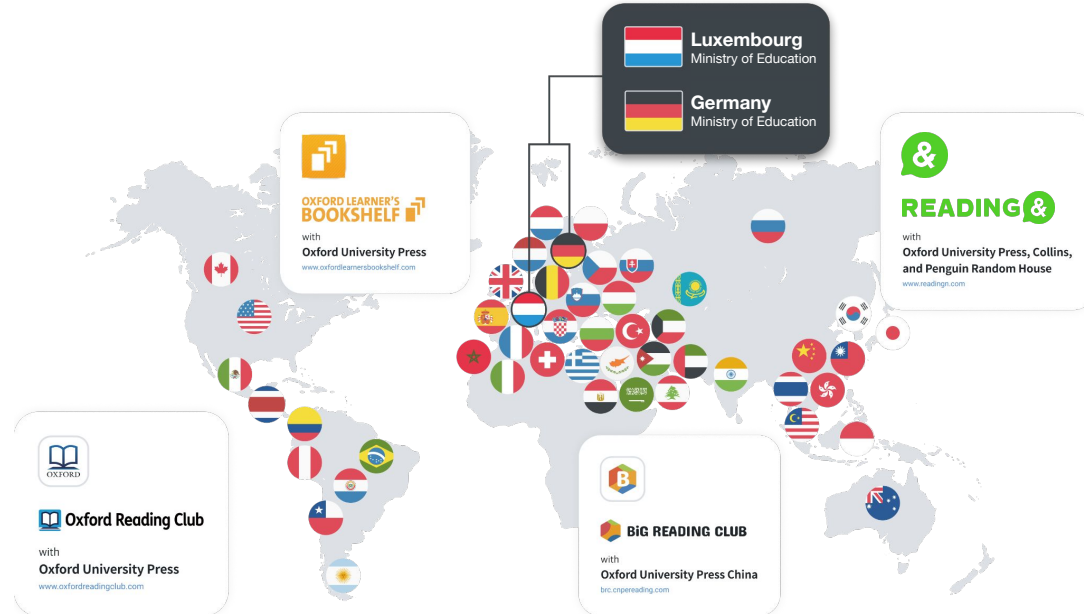 Luxembourg
Ministry of Education
Germany
Ministry of Education
OXFORD LEARNER'S
BOOKSHELF
with
Oxford University Press
www.oxfordlearnersbookshelf.com
&
READING&
with
Oxford University Press, Collins,
and Penguin Random House
www.readingn.com
OXFORD
Oxford Reading Club
with
Oxford University Press
www.oxfordreadingclub.com
B
BiG READING CLUB
with
Oxford University Press China
brc.cnpereading.com